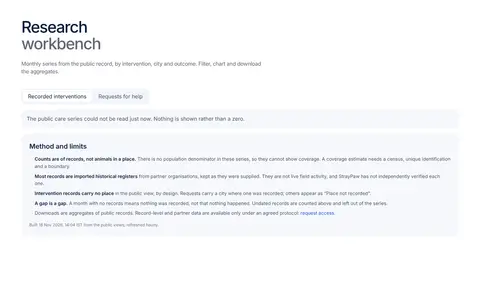 Research
workbench
Monthly series from the public record, by intervention, city and outcome. Filter, chart and download
the aggregates.
Recorded interventions
Requests for help
The public care series could not be read just now. Nothing is shown rather than a zero.
Method and limits
Counts are of records, not animals in a place. There is no population denominator in these series, so they cannot show coverage. A coverage estimate needs a census, unique identification
and a boundary.
Most records are imported historical registers from partner organisations, kept as they were supplied. They are not live field activity, and StrayPaw has not independently verified each
one.
Intervention records carry no place in the public view, by design. Requests carry a city where one was recorded; others appear as "Place not recorded".
A gap is a gap. A month with no records means nothing was recorded, not that nothing happened. Undated records are counted above and left out of the series.
Downloads are aggregates of public records. Record-level and partner data are available only under an agreed protocol: request access.
Built 18 Nov 2026, 14:04 IST from the public views; refreshed hourly.